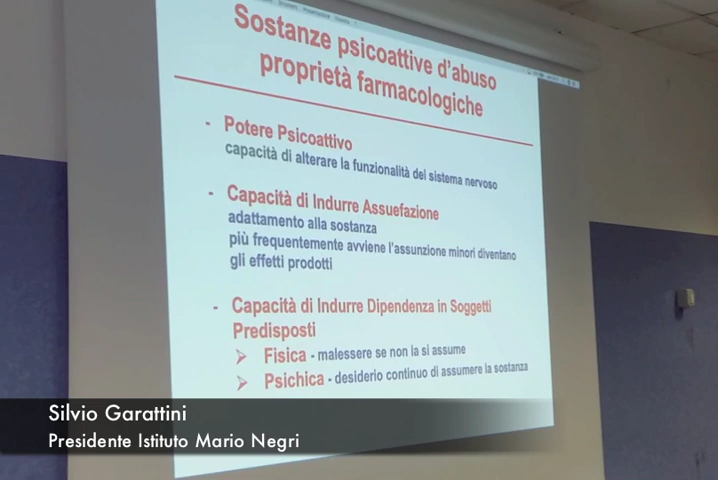 Sostanze psicoattive d'abuso
proprietà farmacologiche
- Potere Psicoattivo
capacità di alterare la funzionalità del sistema nervoso
- Capacità di Indurre Assuefazione
adattamento alla sostanza
più frequentemente avviene l'assunzione minori diventano
gli effetti prodotti
- Capacità di Indurre Dipendenza in Soggetti
Predisposti
➢ Fisica - malessere se non la si assume
➢ Psichica - desiderio continuo di assumere la sostanza
Silvio Garattini
Presidente Istituto Mario Negri